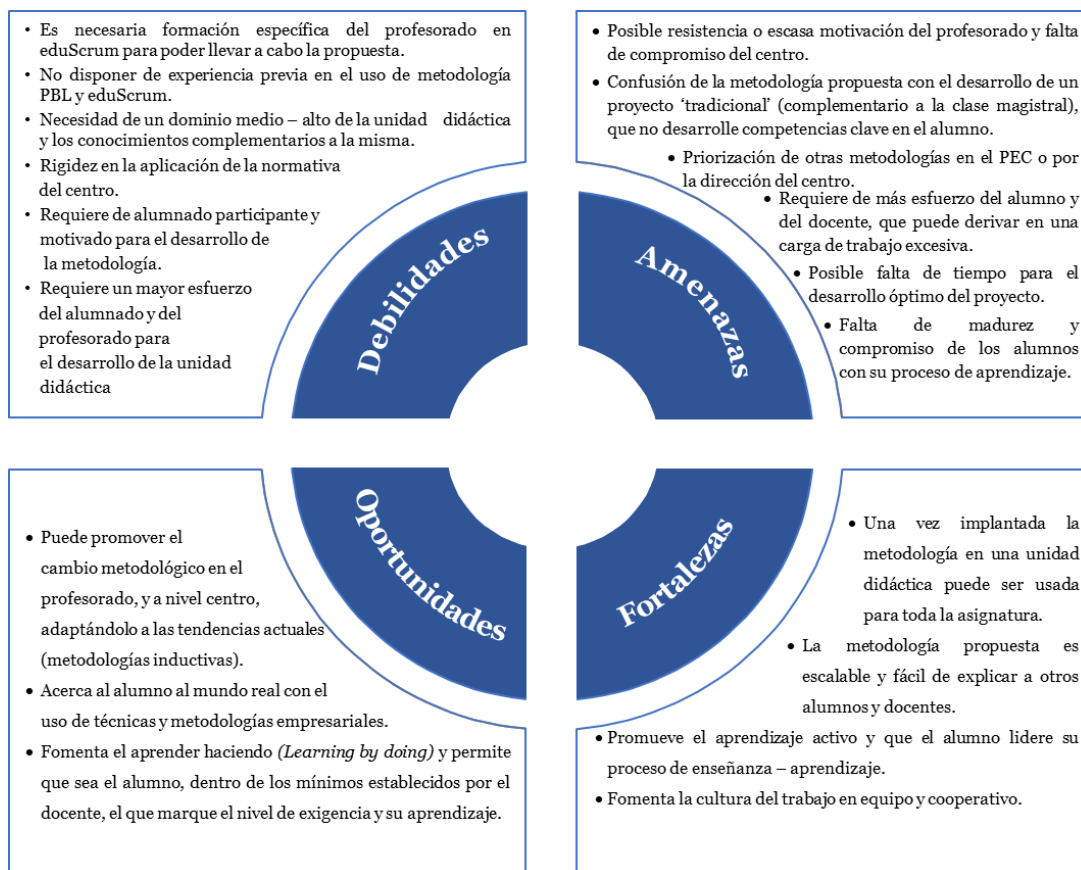 • Es necesaria formación específica del profesorado en
eduScrum para poder llevar a cabo la propuesta.
• No disponer de experiencia previa en el uso de metodología
PBL y eduScrum.
• Necesidad de un dominio medio – alto de la unidad didáctica
y los conocimientos complementarios a la misma.
• Rigidez en la aplicación de la normativa
del centro.
• Requiere de alumnado participante y
motivado para el desarrollo de
la metodología.
• Requiere un mayor esfuerzo
del alumnado y del
profesorado para
el desarrollo de la unidad
didáctica
Debilidades
• Posible resistencia o escasa motivación del profesorado y falta
de compromiso del centro.
• Confusión de la metodología propuesta con el desarrollo de un
proyecto ‘tradicional’ (complementario a la clase magistral),
que no desarrolle competencias clave en el alumno.
• Priorización de otras metodologías en el PEC o por
la dirección del centro.
• Requiere de más esfuerzo del alumno y
del docente, que puede derivar en una
carga de trabajo excesiva.
• Posible falta de tiempo para el
desarrollo óptimo del proyecto.
• Falta de madurez y
compromiso de los alumnos
con su proceso de aprendizaje.
Amenazas
• Puede promover el
cambio metodológico en el
profesorado, y a nivel centro,
adaptándolo a las tendencias actuales
(metodologías inductivas).
• Acerca al alumno al mundo real con el
uso de técnicas y metodologías empresariales.
• Fomenta el aprender haciendo (Learning by doing) y permite
que sea el alumno, dentro de los mínimos establecidos por el
docente, el que marque el nivel de exigencia y su aprendizaje.
Oportunidades
• Una vez implantada la
metodología en una unidad
didáctica puede ser usada
para toda la asignatura.
• La metodología propuesta es
escalable y fácil de explicar a otros
alumnos y docentes.
• Promueve el aprendizaje activo y que el alumno lidere su
proceso de enseñanza – aprendizaje.
• Fomenta la cultura del trabajo en equipo y cooperativo.
Fortalezas